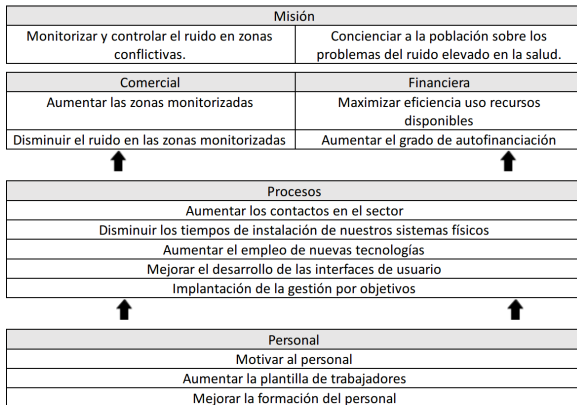 Misión
Monitorizar y controlar el ruido en zonas
conflictivas.
Concienciar a la población sobre los
problemas del ruido elevado en la salud.
Comercial
Aumentar las zonas monitorizadas
Disminuir el ruido en las zonas monitorizadas
Financiera
Maximizar eficiencia uso recursos
disponibles
Aumentar el grado de autofinanciación
Procesos
Aumentar los contactos en el sector
Disminuir los tiempos de instalación de nuestros sistemas físicos
Aumentar el empleo de nuevas tecnologías
Mejorar el desarrollo de las interfaces de usuario
Implantación de la gestión por objetivos
Personal
Motivar al personal
Aumentar la plantilla de trabajadores
Mejorar la formación del personal